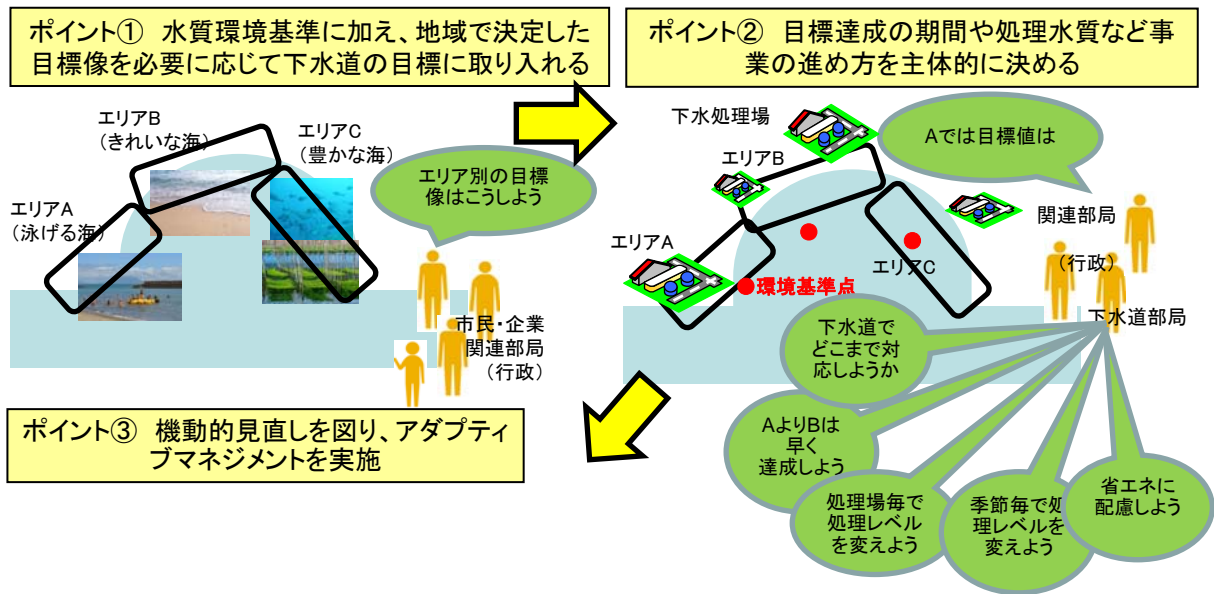 ポイント① 水質環境基準に加え、地域で決定した
目標像を必要に応じて下水道の目標に取り入れる
エリアB
(きれいな海)
エリアC
(豊かな海)
エリアA
(泳げる海)
エリア別の目標
像はこうしよう
市民・企業
関連部局
(行政)
ポイント② 目標達成の期間や処理水質など事
業の進め方を主体的に決める
下水処理場
エリアB
Aでは目標値は
関連部局
(行政)
エリアA
エリアC
環境基準点
下水道部局
下水道で
どこまで対
応しようか
AよりBは
早く
達成しよう
処理場毎で
処理レベル
を変えよう
季節毎で処
理レベルを
変えよう
省エネに
配慮しよう
ポイント③ 機動的見直しを図り、アダプティ
ブマネジメントを実施